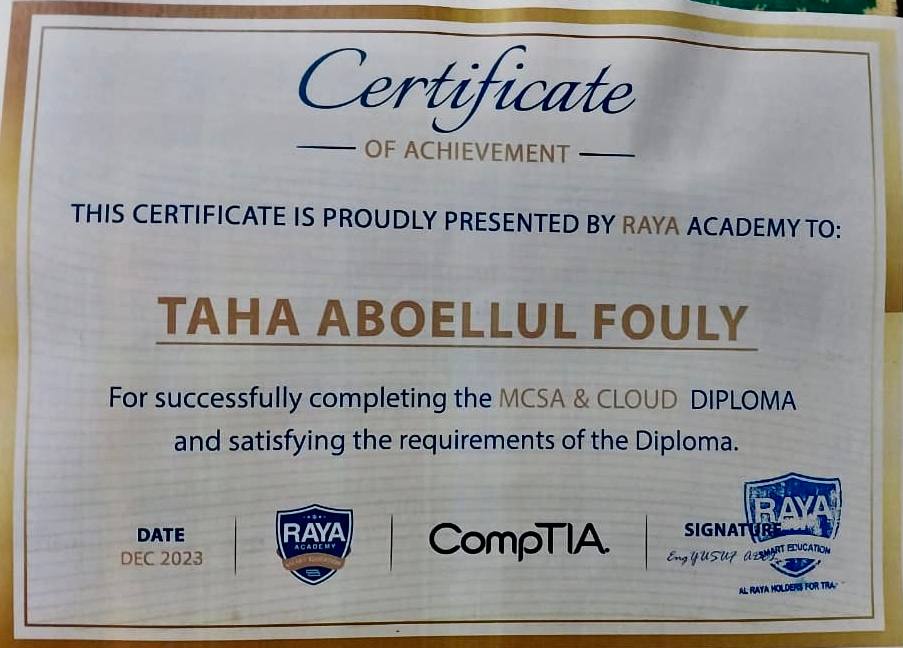 Certificate
OF ACHIEVEMENT
THIS CERTIFICATE IS PROUDLY PRESENTED BY RAYA ACADEMY TO:
TAHA ABOELLUL FOULY
For successfully completing the MCSA & CLOUD DIPLOMA
and satisfying the requirements of the Diploma.
DATE
DEC 2023
RAYA
ACADEMY
CompTIA.
SIGNATURE
Eng YUSUF
RAYA
SMART EDUCATION
AL RAYA HOLDERS FOR TRA